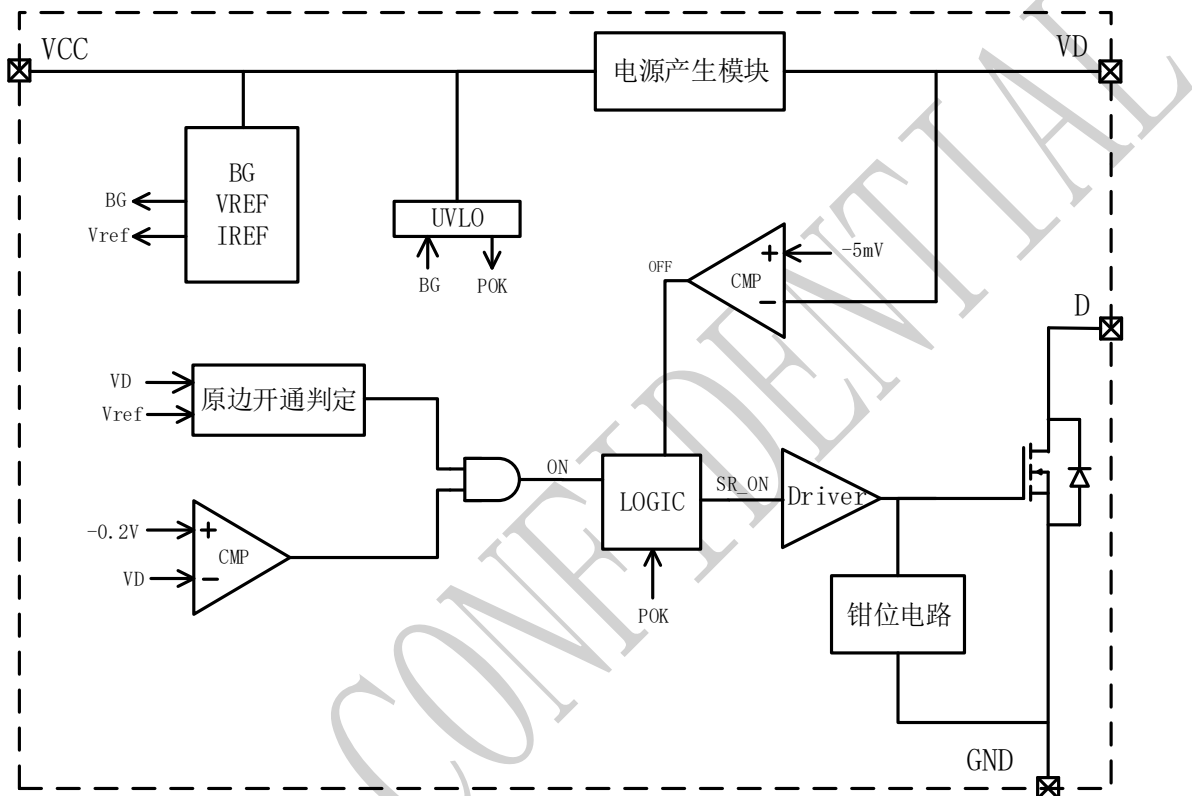 VCC
电源产生模块
VD
BG
VREF
IREF
BG
Vref
UVLO
BG
POK
OFF
+
CMP
−
-5mV
D
VD
Vref
原边开通判定
ON
LOGIC
SR_ON
Driver
-0.2V
VD
+
CMP
−
POK
钳位电路
GND
CONFIDENTIAL